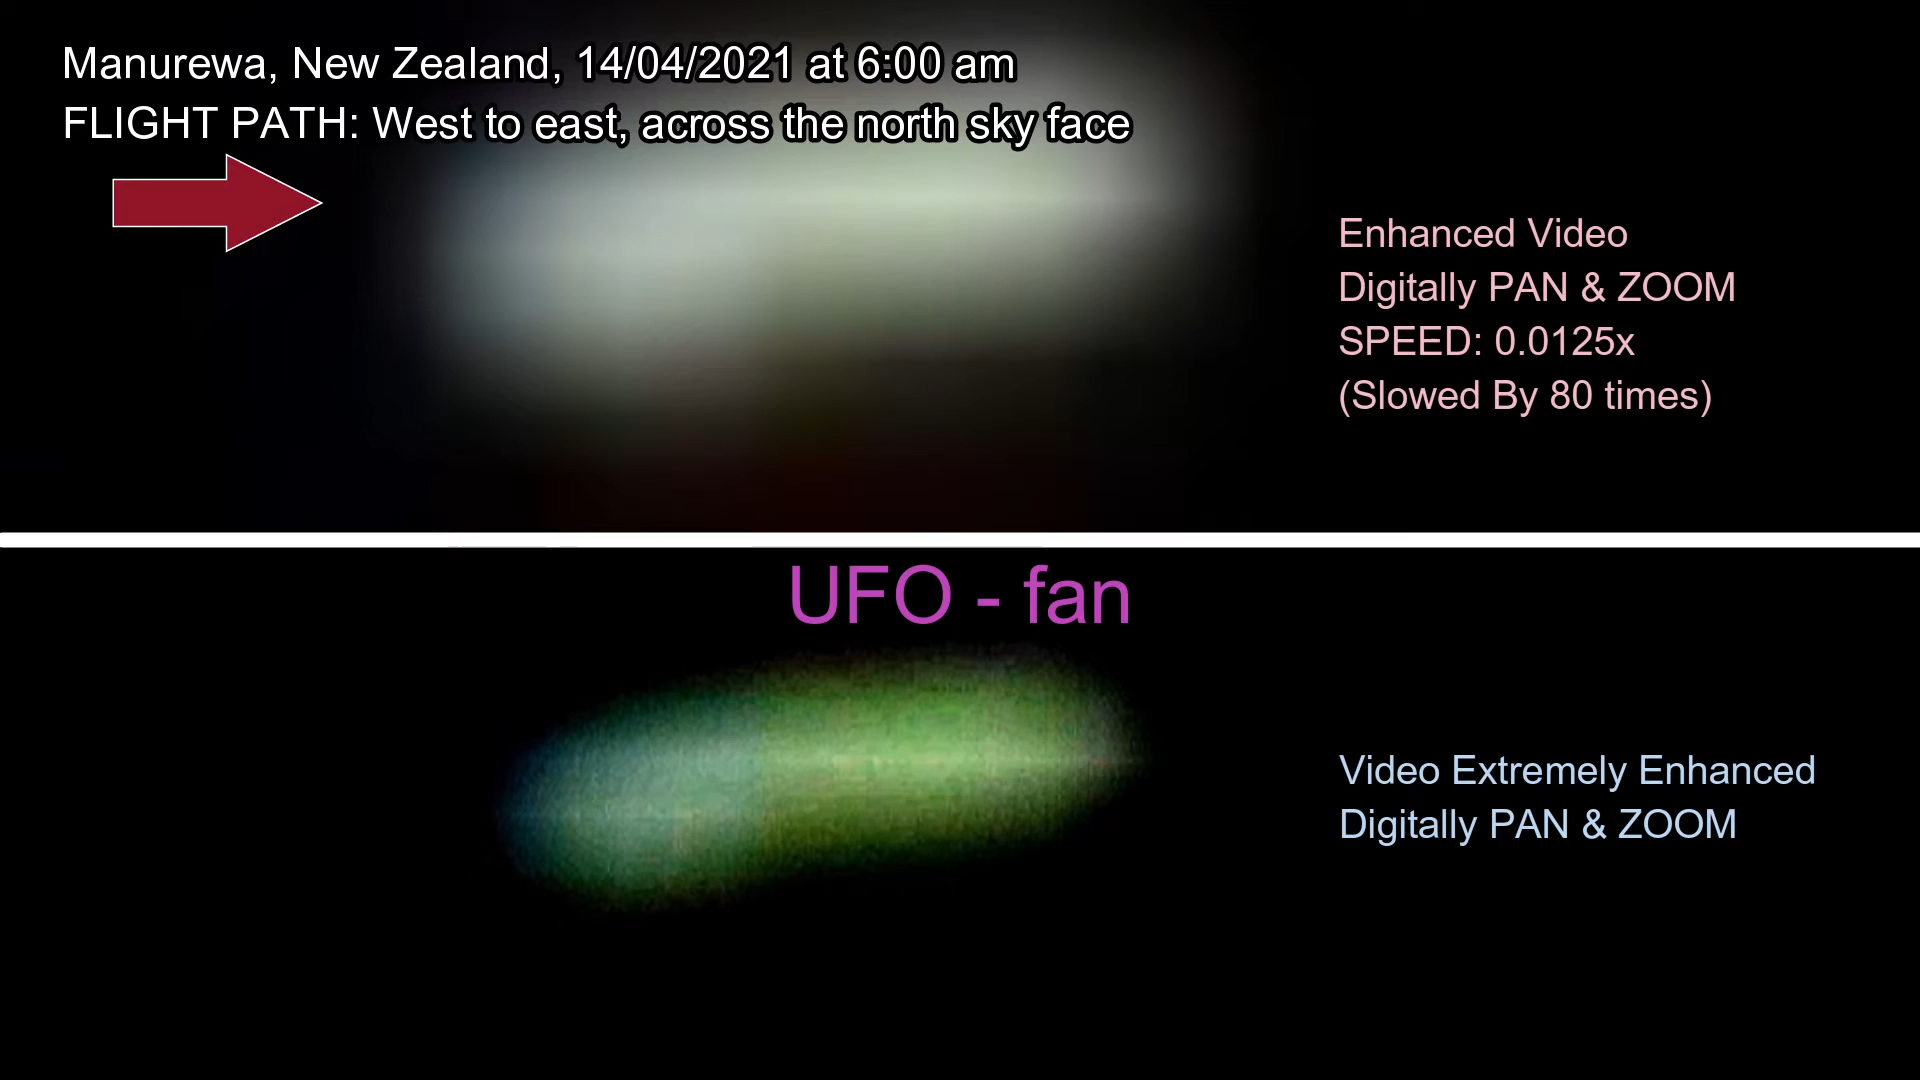 Manurewa, New Zealand, 14/04/2021 at 6:00 am
FLIGHT PATH: West to east, across the north sky face
Enhanced Video
Digitally PAN & ZOOM
SPEED: 0.0125x
(Slowed By 80 times)
UFO - fan
Video Extremely Enhanced
Digitally PAN & ZOOM